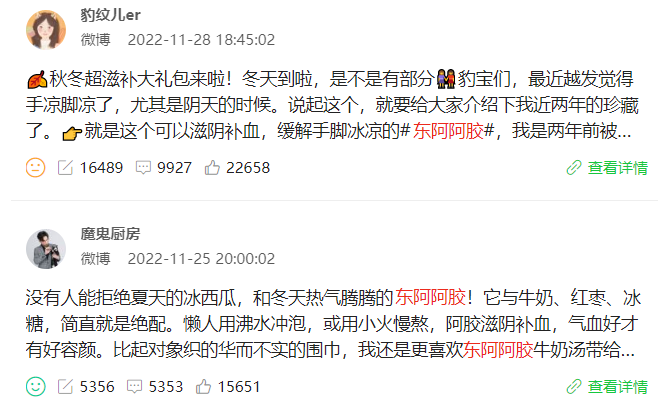 豹纹儿er
微博 2022-11-28 18:45:02
🍂秋冬超滋补大礼包来啦！冬天到啦，是不是有部分👭豹宝们，最近越发觉得
手凉脚凉了，尤其是阴天的时候。说起这个，就要给大家介绍下我近两年的珍藏
了。👉就是这个可以滋阴补血，缓解手脚冰凉的#东阿阿胶#，我是两年前被...
16489 9927 22658 查看详情
魔鬼厨房
微博 2022-11-25 20:00:02
没有人能拒绝夏天的冰西瓜，和冬天热气腾腾的东阿阿胶！它与牛奶、红枣、冰
糖，简直就是绝配。懒人用沸水冲泡，或用小火慢熬，阿胶滋阴补血，气血好才
有好容颜。比起对象织的华而不实的围巾，我还是更喜欢东阿阿胶牛奶汤带给...
5356 5353 15651 查看详情